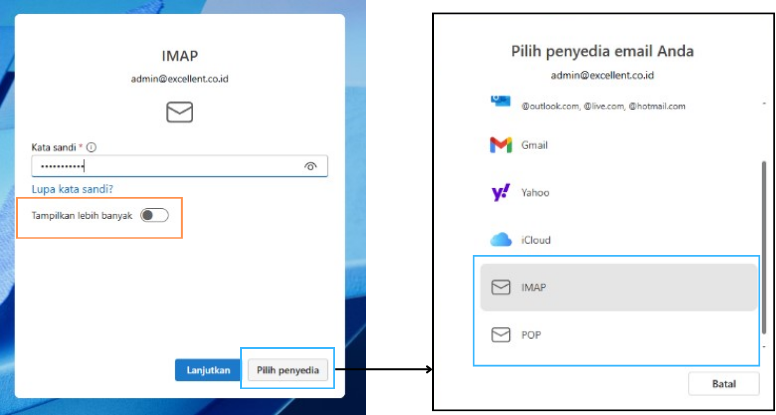 IMAP
admin@excellent.co.id
Kata sandi *
Lupa kata sandi?
Tampilkan lebih banyak
Lanjutkan
Pilih penyedia
Pilih penyedia email Anda
admin@excellent.co.id
@outlook.com, @live.com, @hotmail.com
Gmail
Yahoo
iCloud
IMAP
POP
Batal